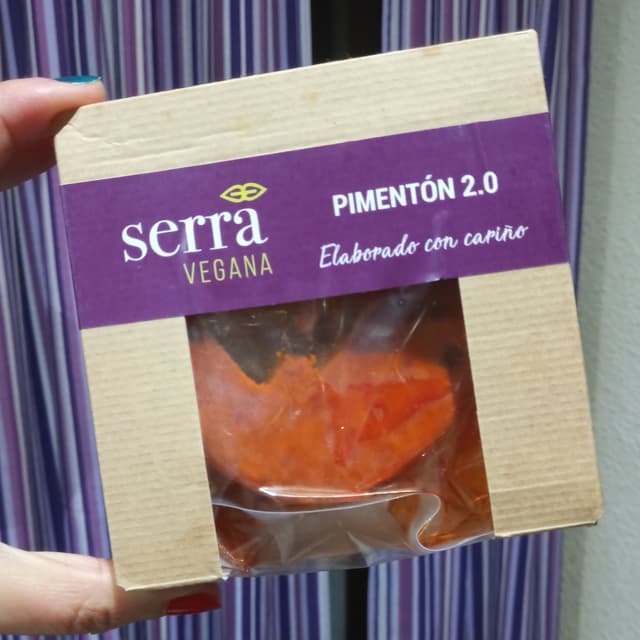 serra
VEGANA
PIMENTÓN 2.0
Elaborado con cariño